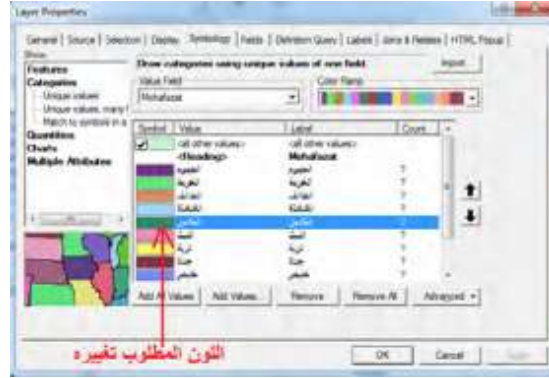 Layer Properties
General | Source | Selection | Display | Symbology | Fields | Definition Query | Labels | Joins & Relates | HTML Popup
Show:
Features
Categories
Unique values
Unique values, many
Match to symbols in a
Quantities
Charts
Multiple Attributes
Draw categories using unique values of one field.
Import...
Value Field
Mohafazat
Color Ramp
Symbol Value Label Count
<all other values> <all other values>
<Heading> Mohafazat
?
?
?
?
?
?
?
?
?
Add All Values Add Values... Remove Remove All Advanced
اللون المطلوب تغييره
OK Cancel